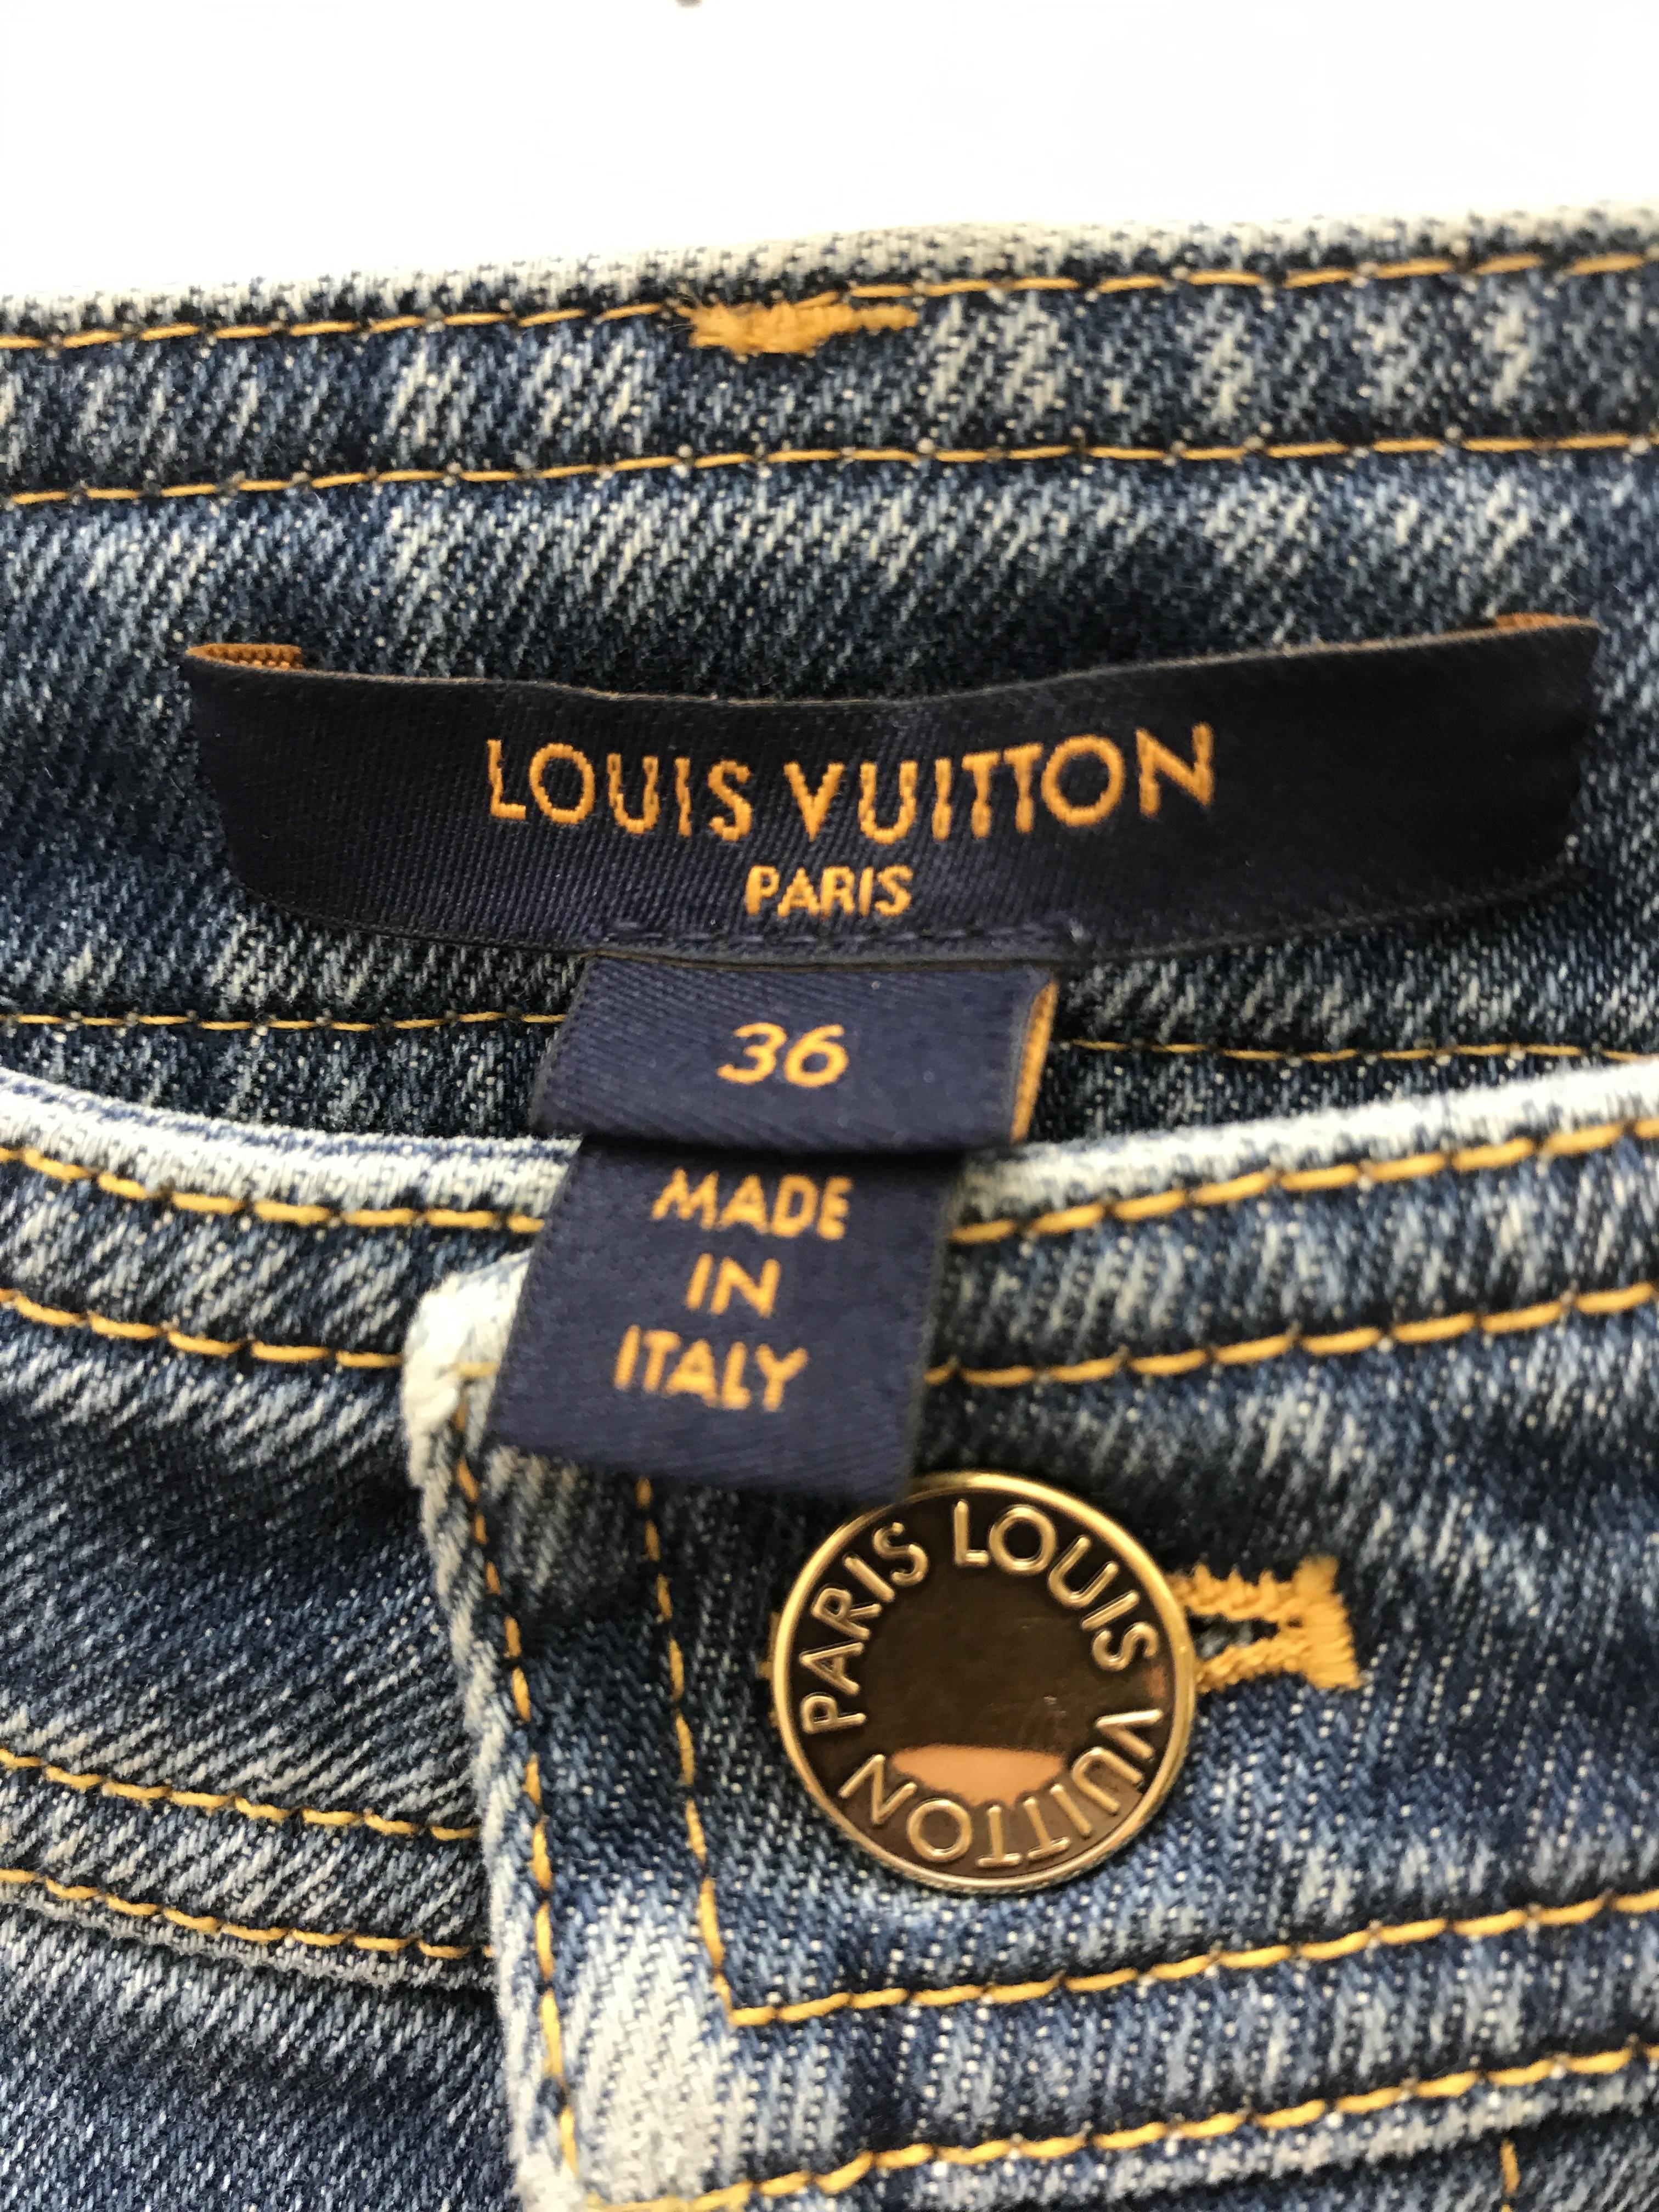 LOUIS VUITTON
PARIS
36
MADE
IN
ITALY
PARIS LOUIS VUITTON